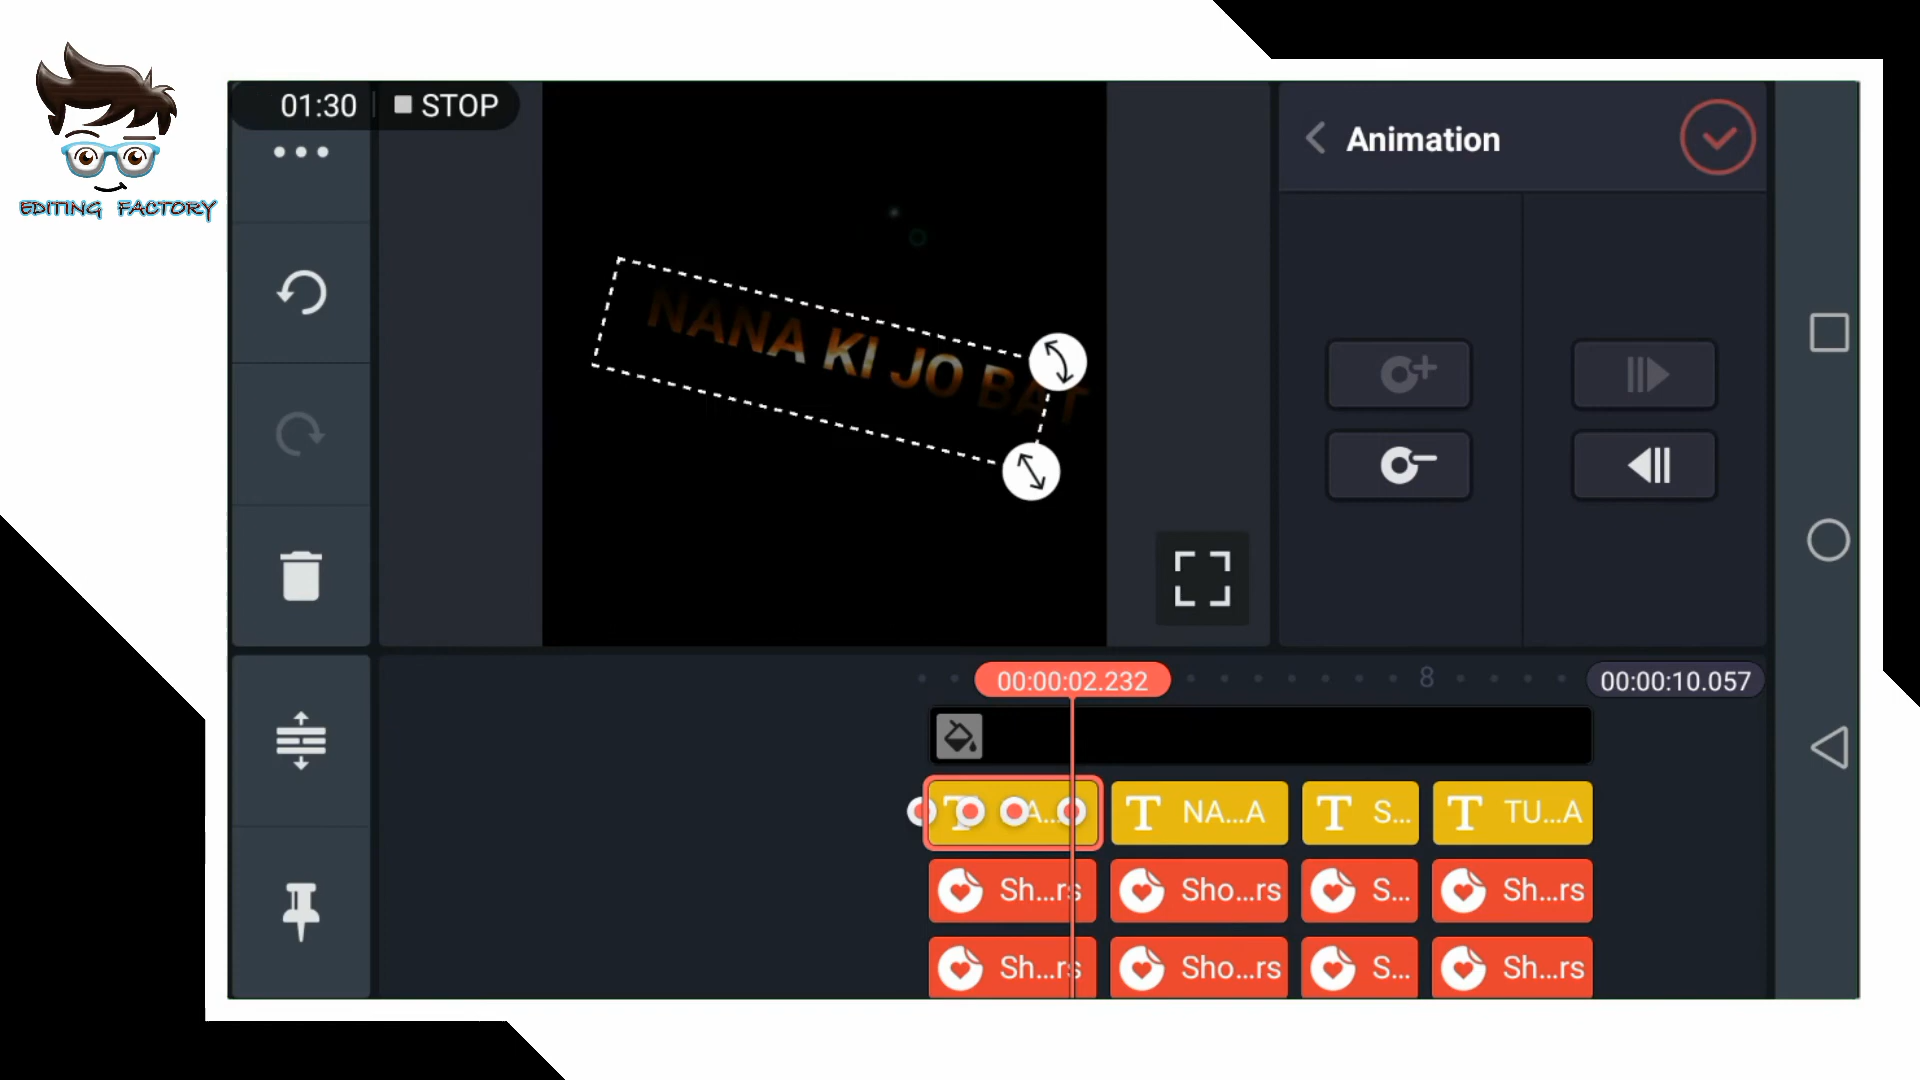 EDITING FACTORY
01:30
STOP
Animation
NANA KI JO BAT
00:00:02.232
8
00:00:10.057
T A...
T NA...A
T S...
T TU...A
Sh...rs
Sho...rs
S...
Sh...rs
Sh...rs
Sho...rs
S...
Sh...rs